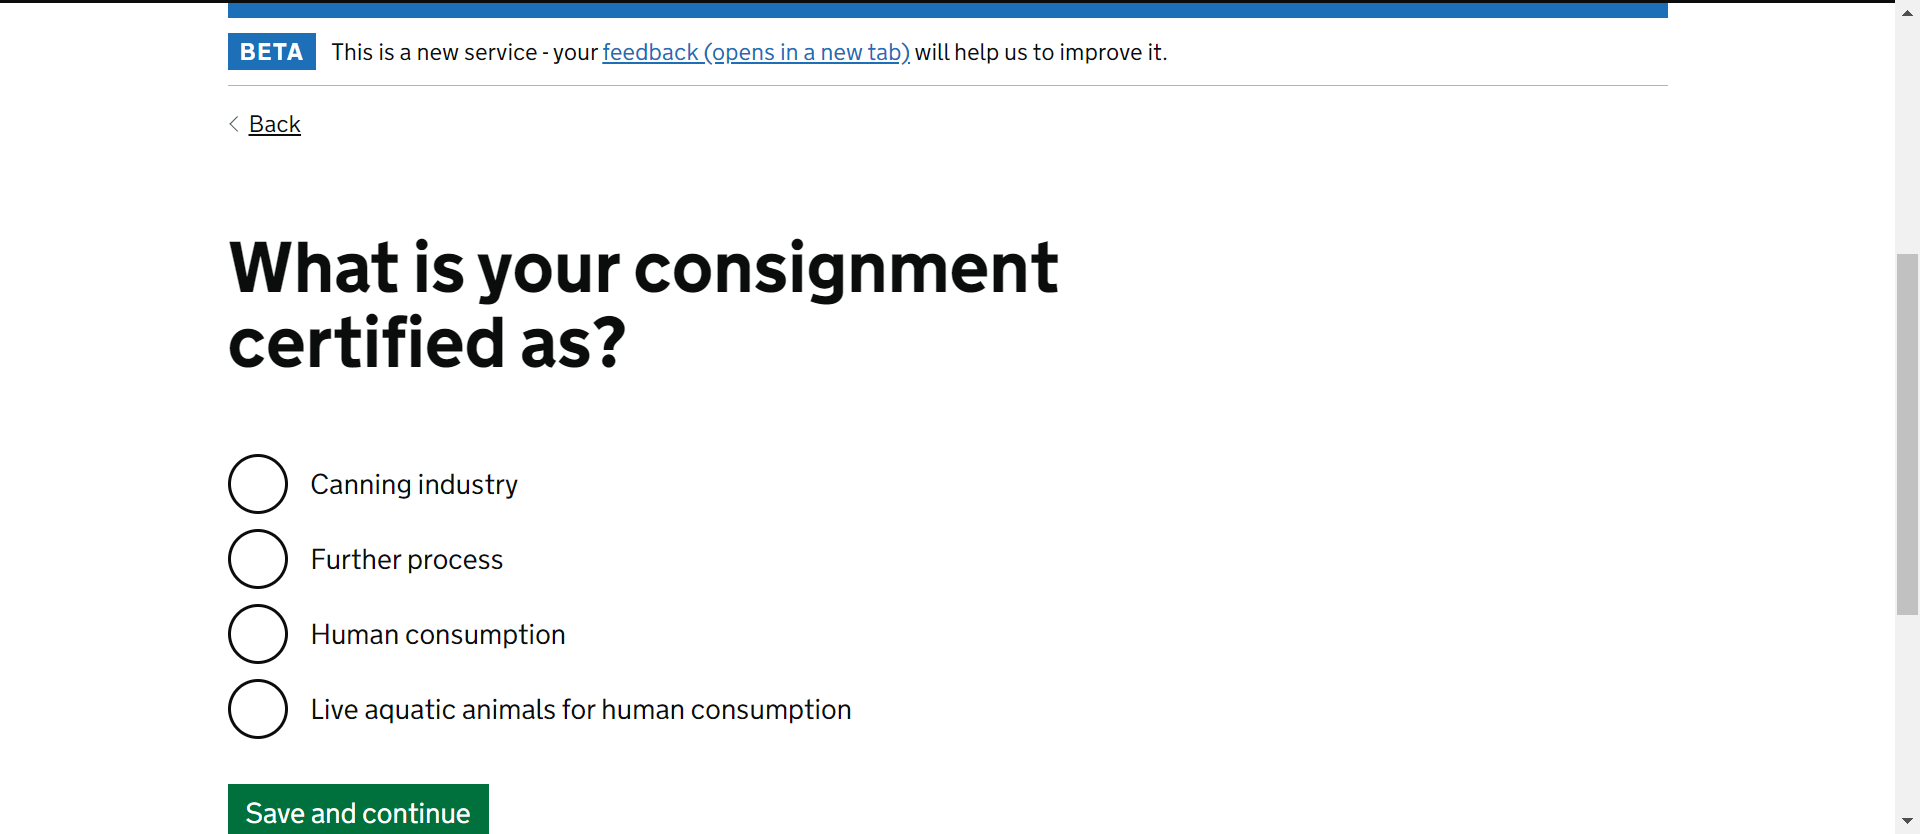 BETA This is a new service - your feedback (opens in a new tab) will help us to improve it.
Back
What is your consignment
certified as?
Canning industry
Further process
Human consumption
Live aquatic animals for human consumption
Save and continue